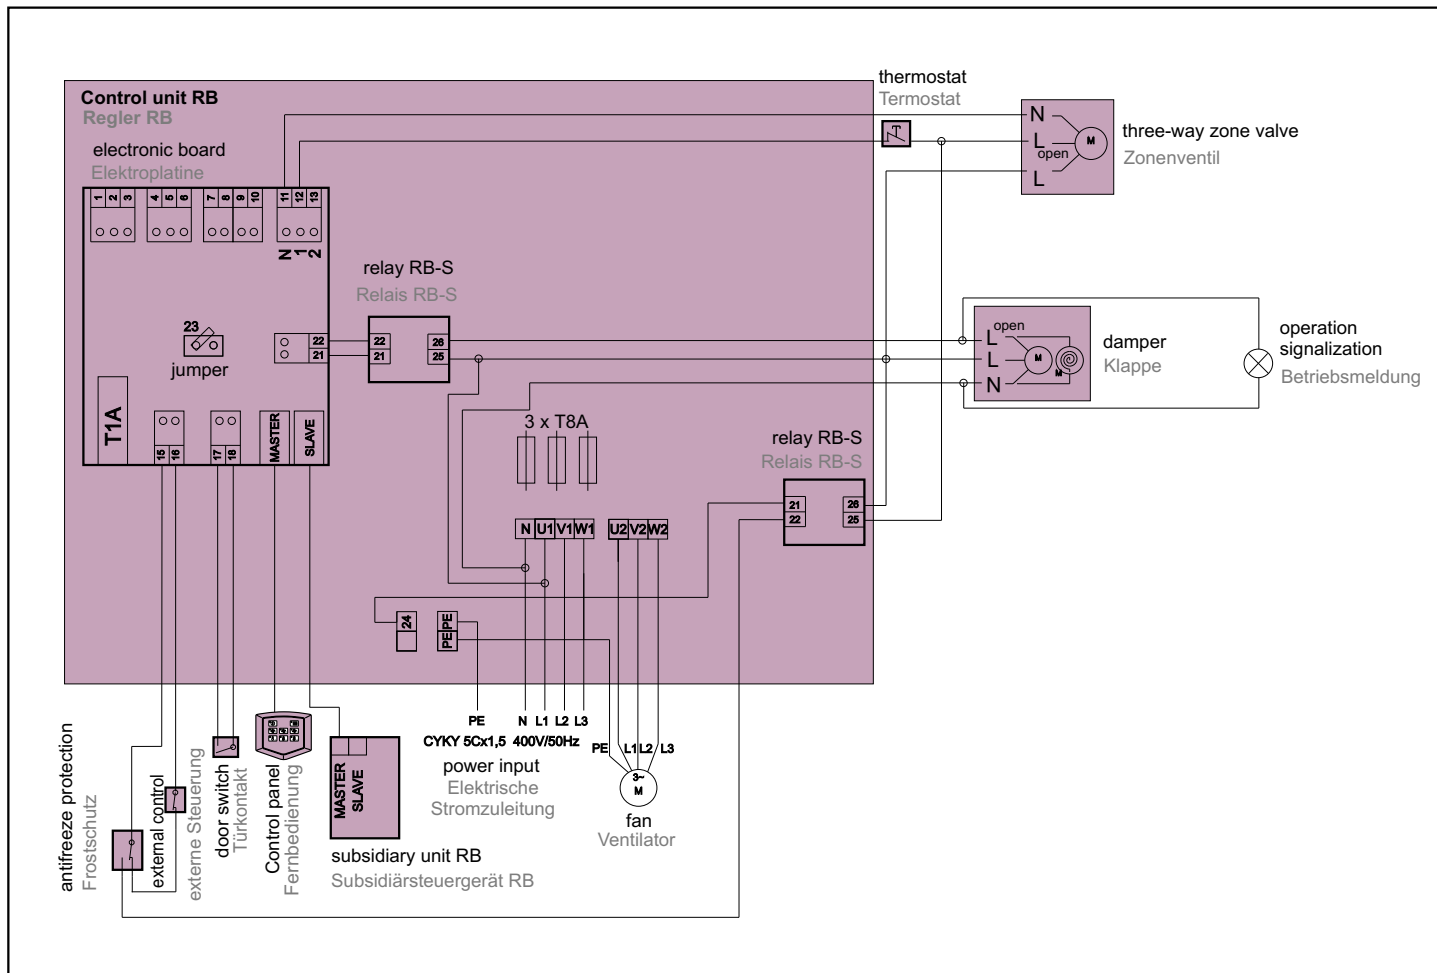 Control unit RB
Regler RB
electronic board
Elektroplatine
1 2 3 4 5 6 7 8 9 10 11 12 13
N 1 2
23
jumper
22
21
T1A
15 16
17 18
MASTER
SLAVE
relay RB-S
Relais RB-S
22 26
21 25
3 x T8A
N U1 V1 W1 U2 V2 W2
24
PE PE
relay RB-S
Relais RB-S
21 26
22 25
thermostat
Termostat
N
L
open
L
M
three-way zone valve
Zonenventil
open
L
L
N
M
M
damper
Klappe
operation
signalization
Betriebsmeldung
PE N L1 L2 L3
CYKY 5Cx1,5 400V/50Hz
power input
Elektrische
Stromzuleitung
PE L1 L2 L3
3~
M
fan
Ventilator
antifreeze protection
Frostschutz
external control
externe Steuerung
door switch
Türkontakt
Control panel
Fernbedienung
MASTER
SLAVE
subsidiary unit RB
Subsidiärsteuergerät RB